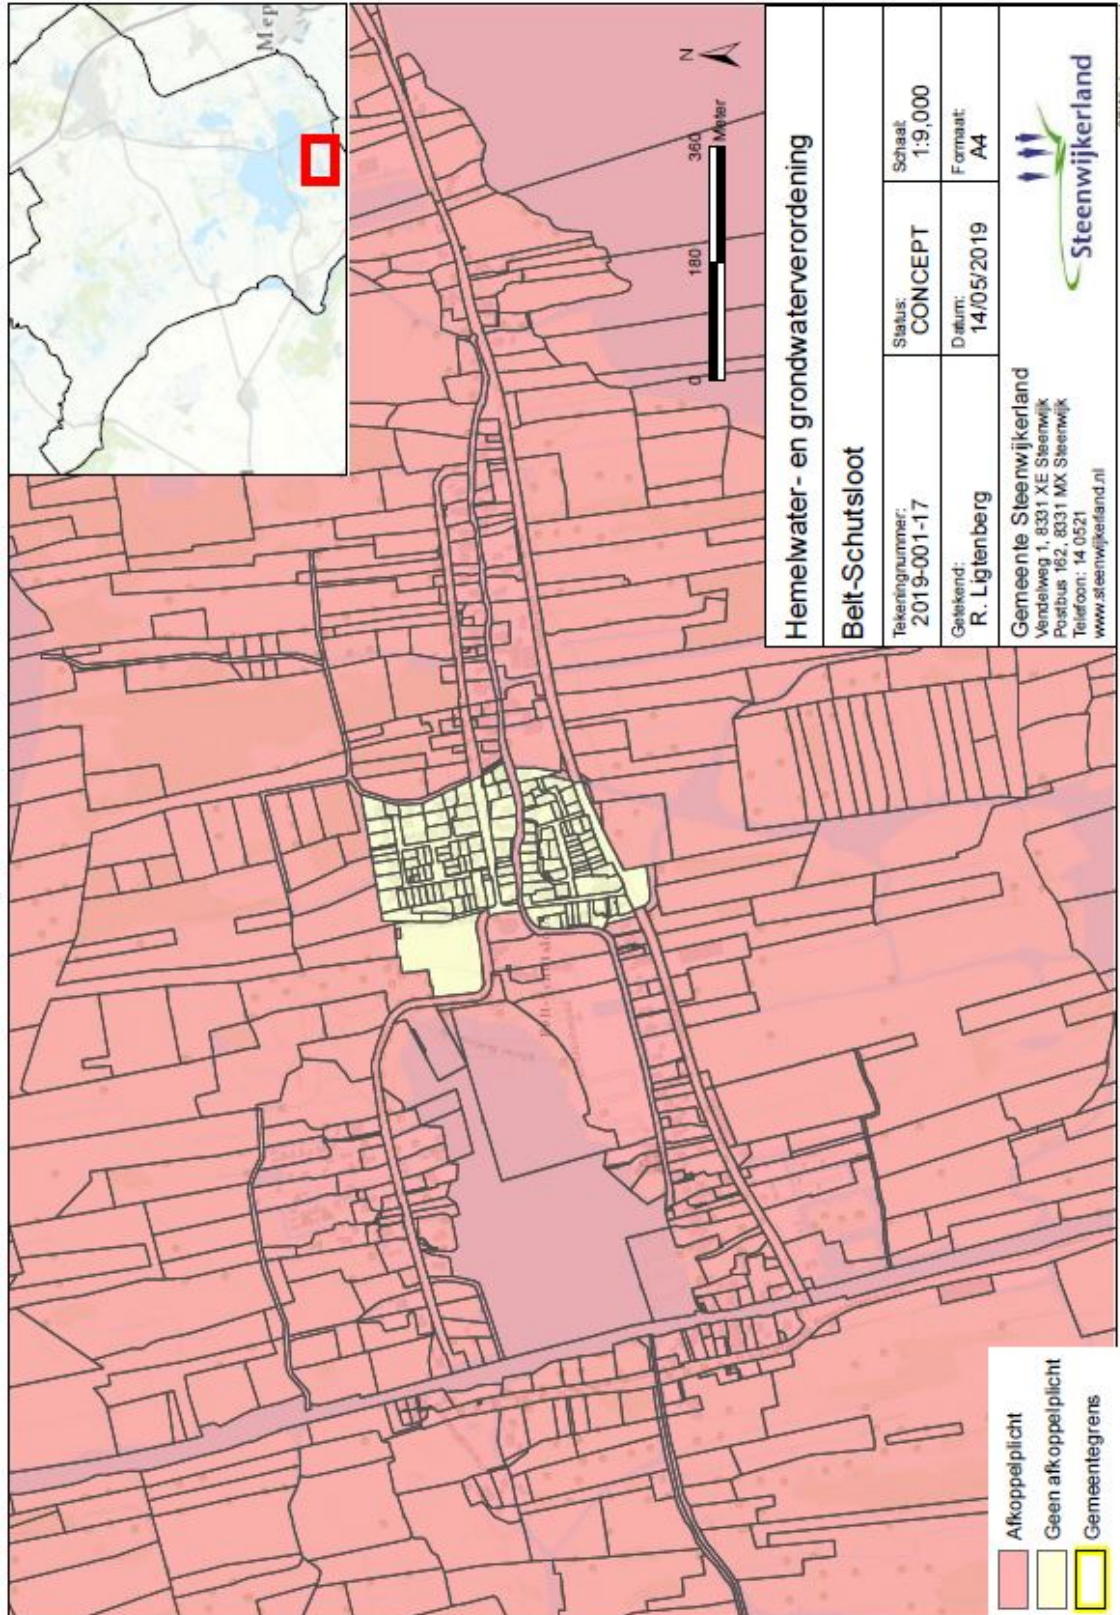 Mep
N
0 180 360
Meter
Hemelwater- en grondwaterverordening
Belt-Schutsloot
Tekeningnummer:
2019-001-17
Status:
CONCEPT
Schaal:
1:9.000
Getekend:
R. Ligtenberg
Datum:
14/05/2019
Formaat:
A4
Gemeente Steenwijkerland
Vendelweg 1, 8331 XE Steenwijk
Postbus 162, 8331 MX Steenwijk
Telefoon: 14 0521
www.steenwijkerland.nl
Steenwijkerland
Afkoppelplicht
Geen afkoppelplicht
Gemeentegrens